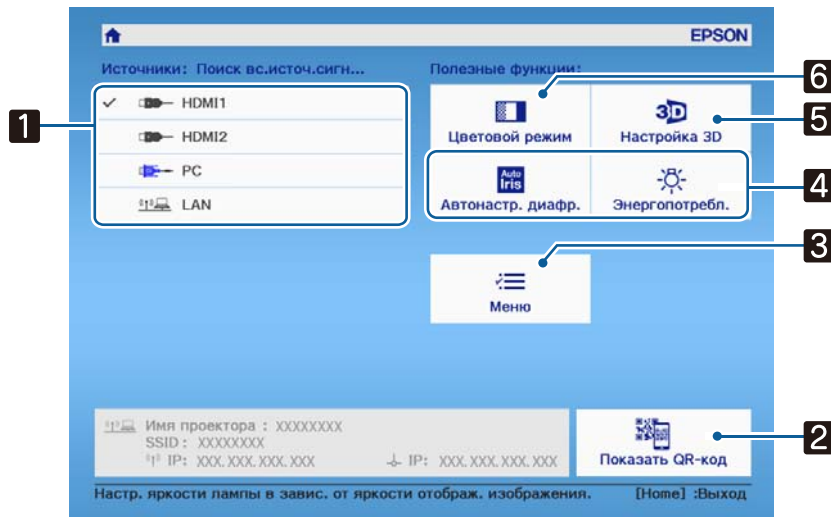 EPSON
Источники: Поиск вс.источ.сигн...
HDMI1
HDMI2
PC
LAN
Полезные функции:
Цветовой режим
3D
Настройка 3D
Auto
Iris
Автонастр. диафр.
Энергопотребл.
Меню
Имя проектора : XXXXXXXX
SSID : XXXXXXXX
IP: XXX. XXX. XXX. XXX
IP: XXX. XXX. XXX. XXX
Показать QR-код
Настр. яркости лампы в завис. от яркости отображ. изображения. [Home] :Выход
1
6
5
4
3
2